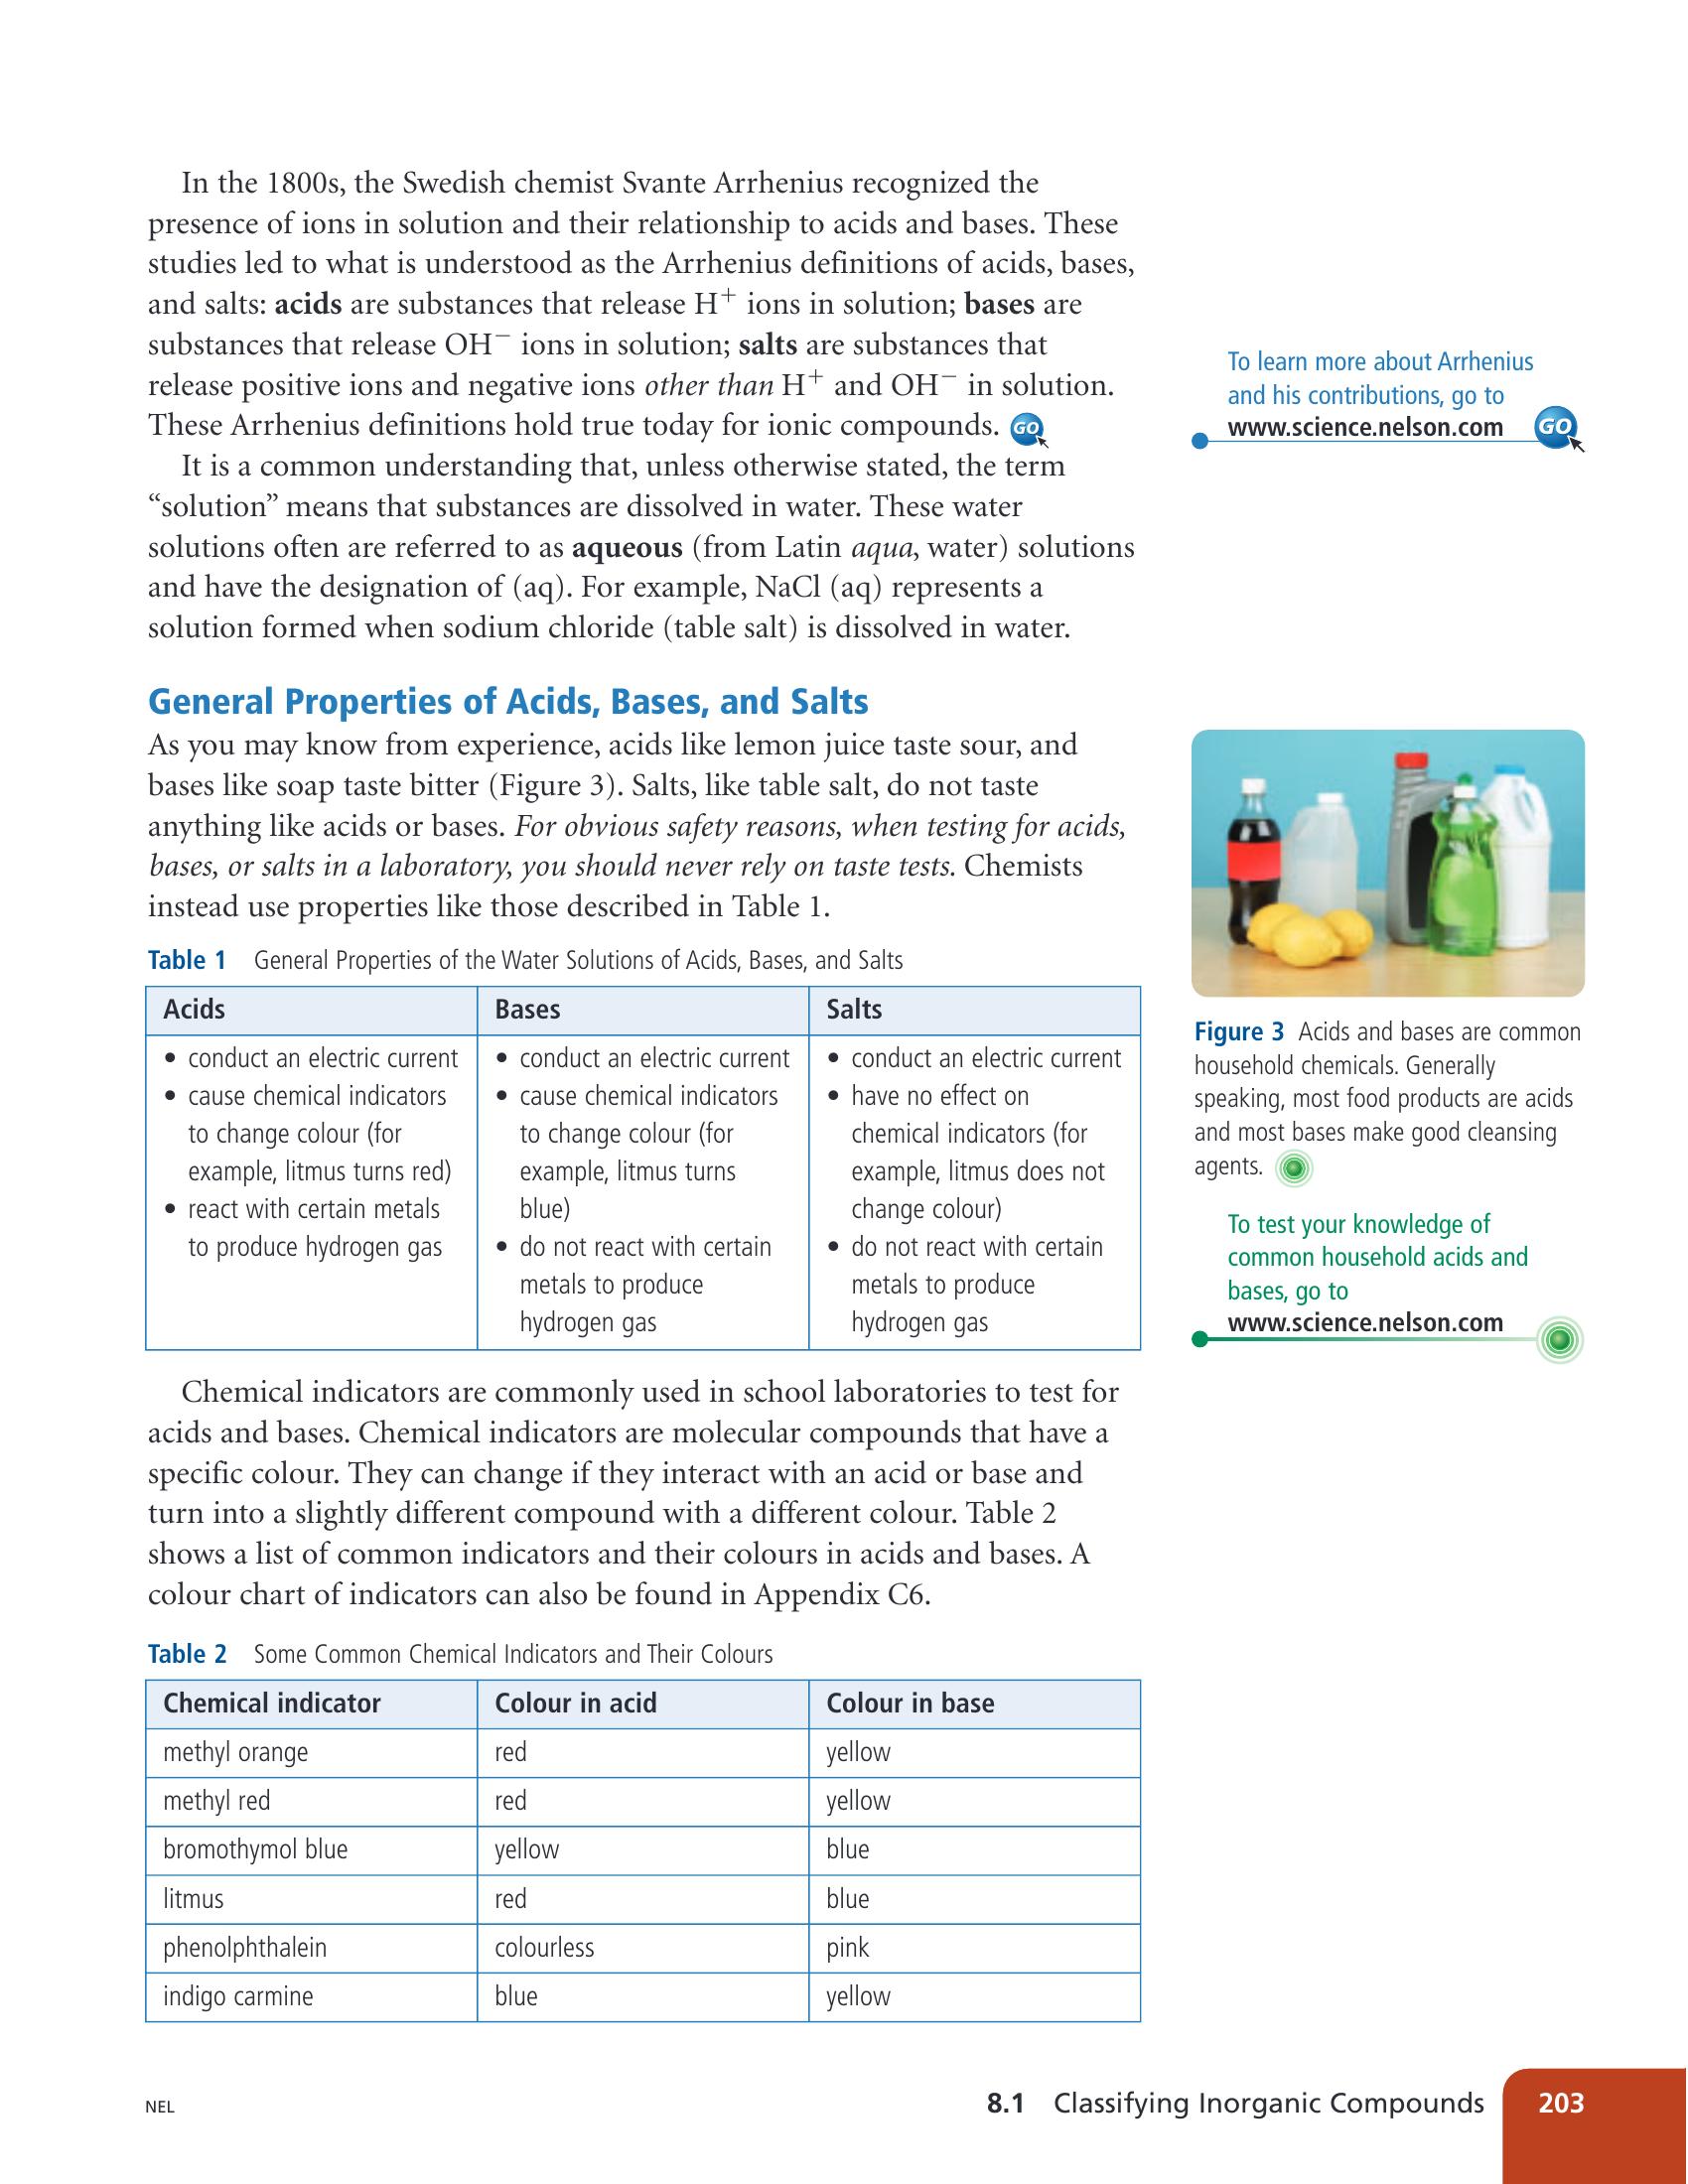 In the 1800s, the Swedish chemist Svante Arrhenius recognized the
presence of ions in solution and their relationship to acids and bases. These
studies led to what is understood as the Arrhenius definitions of acids, bases,
and salts: acids are substances that release H⁺ ions in solution; bases are
substances that release OH⁻ ions in solution; salts are substances that
release positive ions and negative ions other than H⁺ and OH⁻ in solution.
These Arrhenius definitions hold true today for ionic compounds. GO
It is a common understanding that, unless otherwise stated, the term
“solution” means that substances are dissolved in water. These water
solutions often are referred to as aqueous (from Latin aqua, water) solutions
and have the designation of (aq). For example, NaCl (aq) represents a
solution formed when sodium chloride (table salt) is dissolved in water.
To learn more about Arrhenius
and his contributions, go to
www.science.nelson.com GO
General Properties of Acids, Bases, and Salts
As you may know from experience, acids like lemon juice taste sour, and
bases like soap taste bitter (Figure 3). Salts, like table salt, do not taste
anything like acids or bases. For obvious safety reasons, when testing for acids,
bases, or salts in a laboratory, you should never rely on taste tests. Chemists
instead use properties like those described in Table 1.
Table 1 General Properties of the Water Solutions of Acids, Bases, and Salts
Acids
• conduct an electric current
• cause chemical indicators
to change colour (for
example, litmus turns red)
• react with certain metals
to produce hydrogen gas
Bases
• conduct an electric current
• cause chemical indicators
to change colour (for
example, litmus turns
blue)
• do not react with certain
metals to produce
hydrogen gas
Salts
• conduct an electric current
• have no effect on
chemical indicators (for
example, litmus does not
change colour)
• do not react with certain
metals to produce
hydrogen gas
Figure 3 Acids and bases are common
household chemicals. Generally
speaking, most food products are acids
and most bases make good cleansing
agents.
To test your knowledge of
common household acids and
bases, go to
www.science.nelson.com
Chemical indicators are commonly used in school laboratories to test for
acids and bases. Chemical indicators are molecular compounds that have a
specific colour. They can change if they interact with an acid or base and
turn into a slightly different compound with a different colour. Table 2
shows a list of common indicators and their colours in acids and bases. A
colour chart of indicators can also be found in Appendix C6.
Table 2 Some Common Chemical Indicators and Their Colours
Chemical indicator Colour in acid Colour in base
methyl orange red yellow
methyl red red yellow
bromothymol blue yellow blue
litmus red blue
phenolphthalein colourless pink
indigo carmine blue yellow
NEL 8.1 Classifying Inorganic Compounds 203